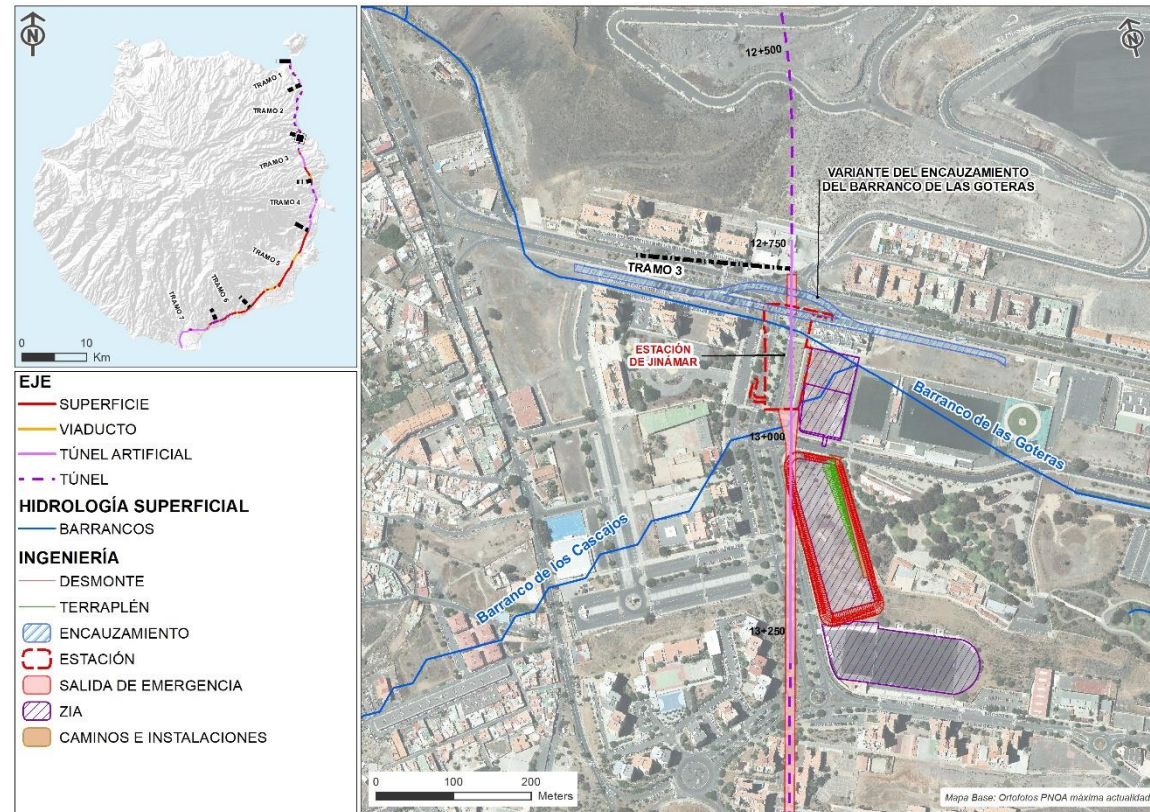 N
TRAMO 1
TRAMO 2
TRAMO 3
TRAMO 4
TRAMO 5
TRAMO 6
TRAMO 7
0 10
Km
EJE
SUPERFICIE
VIADUCTO
TÚNEL ARTIFICIAL
TÚNEL
HIDROLOGÍA SUPERFICIAL
BARRANCOS
INGENIERÍA
DESMONTE
TERRAPLÉN
ENCAUZAMIENTO
ESTACIÓN
SALIDA DE EMERGENCIA
ZIA
CAMINOS E INSTALACIONES
N
12+500
VARIANTE DEL ENCAUZAMIENTO
DEL BARRANCO DE LAS GOTERAS
12+750
TRAMO 3
ESTACIÓN
DE JINÁMAR
Barranco de las Goteras
13+000
Barranco de los Cascajos
13+250
0 100 200
Meters
Mapa Base: Ortofotos PNOA máxima actualidad